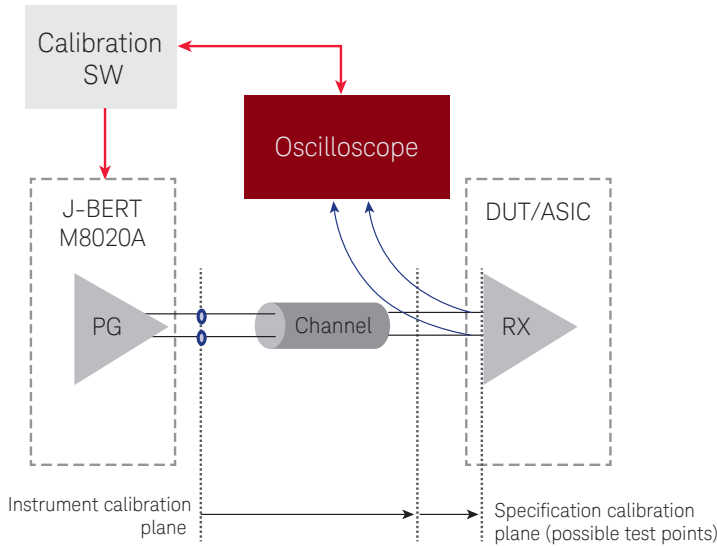 Calibration
SW
Oscilloscope
J-BERT
M8020A
DUT/ASIC
PG
Channel
RX
Instrument calibration
plane
Specification calibration
plane (possible test points)